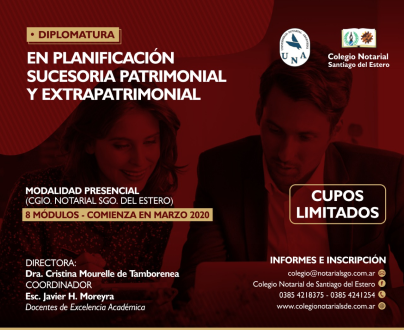 • DIPLOMATURA
EN PLANIFICACIÓN
SUCESORIA PATRIMONIAL
Y EXTRAPATRIMONIAL
UNA
Colegio Notarial
Santiago del Estero
MODALIDAD PRESENCIAL
(CGIO. NOTARIAL SGO. DEL ESTERO)
8 MÓDULOS - COMIENZA EN MARZO 2020
CUPOS
LIMITADOS
DIRECTORA:
Dra. Cristina Mourelle de Tamborenea
COORDINADOR
Esc. Javier H. Moreyra
Docentes de Excelencia Académica
INFORMES E INSCRIPCIÓN
colegio@notarialsgo.com.ar
Colegio Notarial de Santiago del Estero
0385 4218375 - 0385 4241254
www.colegionotarialsde.com.ar